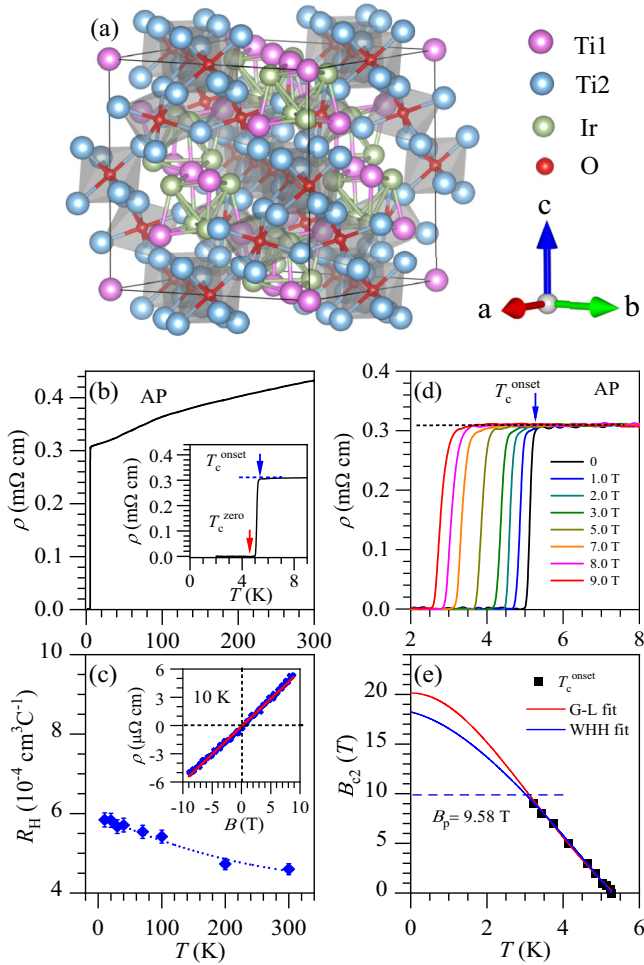 (a)
Ti1
Ti2
Ir
O
c
a
b
(b)
AP
ρ (mΩ cm)
0.4
0.3
0.2
0.1
0.0
0 100 200 300
T_c^onset
T_c^zero
ρ (mΩ cm)
0.4
0.3
0.2
0.1
0.0
0 4 8
T (K)
(d)
T_c^onset
AP
ρ (mΩ cm)
0.4
0.3
0.2
0.1
0.0
0
1.0 T
2.0 T
3.0 T
5.0 T
7.0 T
8.0 T
9.0 T
2 4 6 8
(c)
R_H (10^-4 cm^3C^-1)
10
8
6
4
10 K
ρ (μΩ cm)
6
3
0
-3
-6
-10 -5 0 5 10
B (T)
0 100 200 300
T (K)
(e)
T_c^onset
G-L fit
WHH fit
B_c2 (T)
20
15
10
5
0
B_p = 9.58 T
0 2 4 6
T (K)